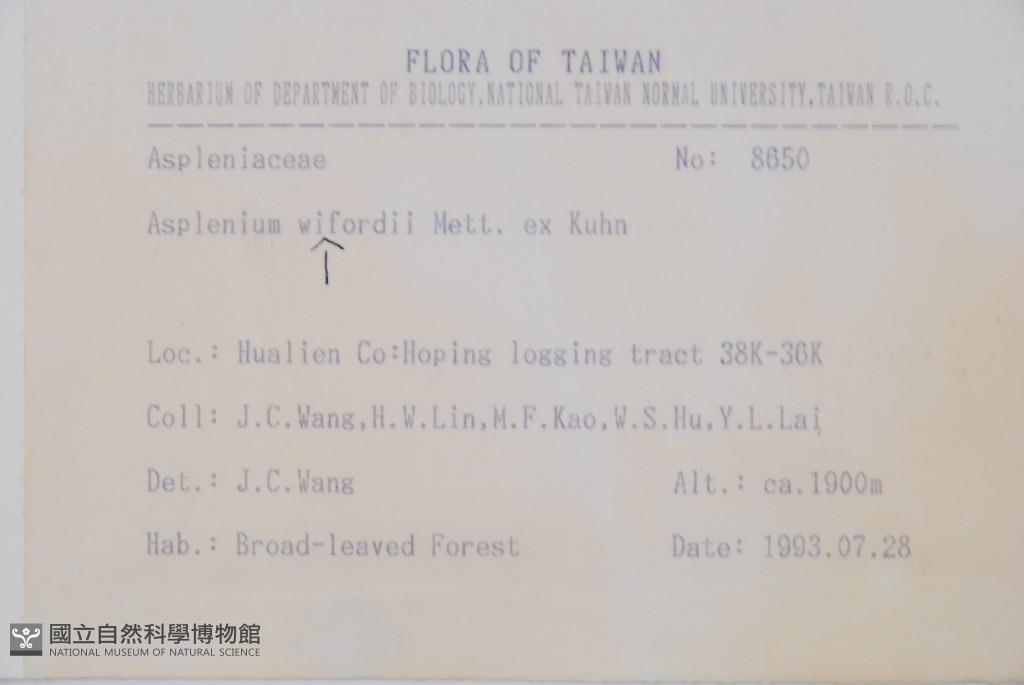 FLORA OF TAIWAN
HERBARIUM OF DEPARTMENT OF BIOLOGY,NATIONAL TAIWAN NORMAL UNIVERSITY,TAIWAN R.O.C.
Aspleniaceae No: 8650
Asplenium wifordii Mett. ex Kuhn
Loc.: Hualien Co:Hoping logging tract 38K-36K
Coll: J.C.Wang,H.W.Lin,M.F.Kao,W.S.Hu,Y.L.Lai
Det.: J.C.Wang Alt.: ca.1900m
Hab.: Broad-leaved Forest Date: 1993.07.28
國立自然科學博物館
NATIONAL MUSEUM OF NATURAL SCIENCE